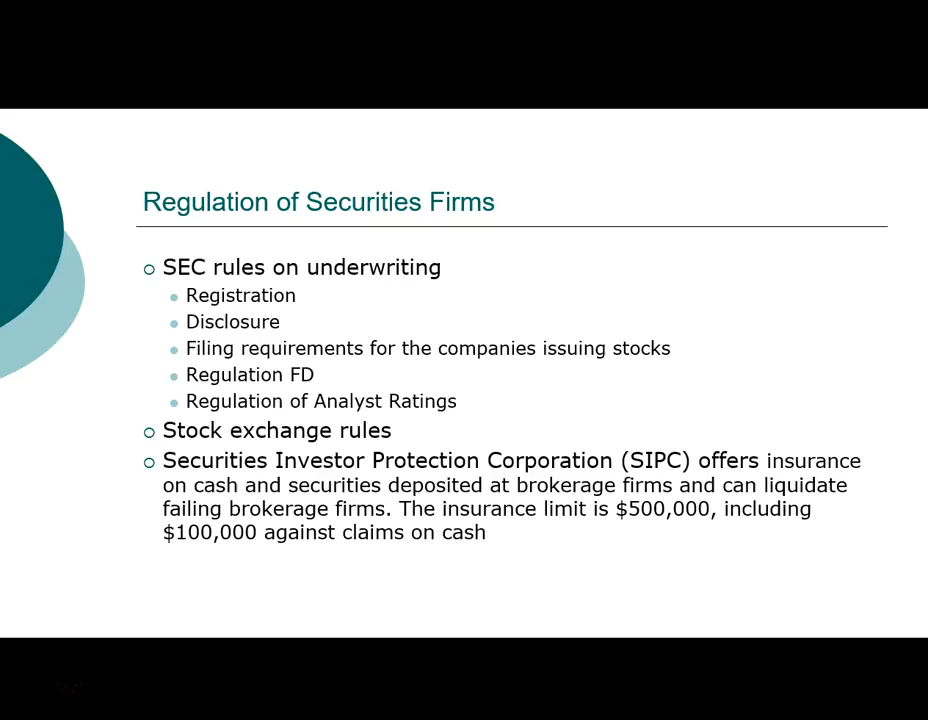 Regulation of Securities Firms
SEC rules on underwriting
Registration
Disclosure
Filing requirements for the companies issuing stocks
Regulation FD
Regulation of Analyst Ratings
Stock exchange rules
Securities Investor Protection Corporation (SIPC) offers insurance
on cash and securities deposited at brokerage firms and can liquidate
failing brokerage firms. The insurance limit is $500,000, including
$100,000 against claims on cash